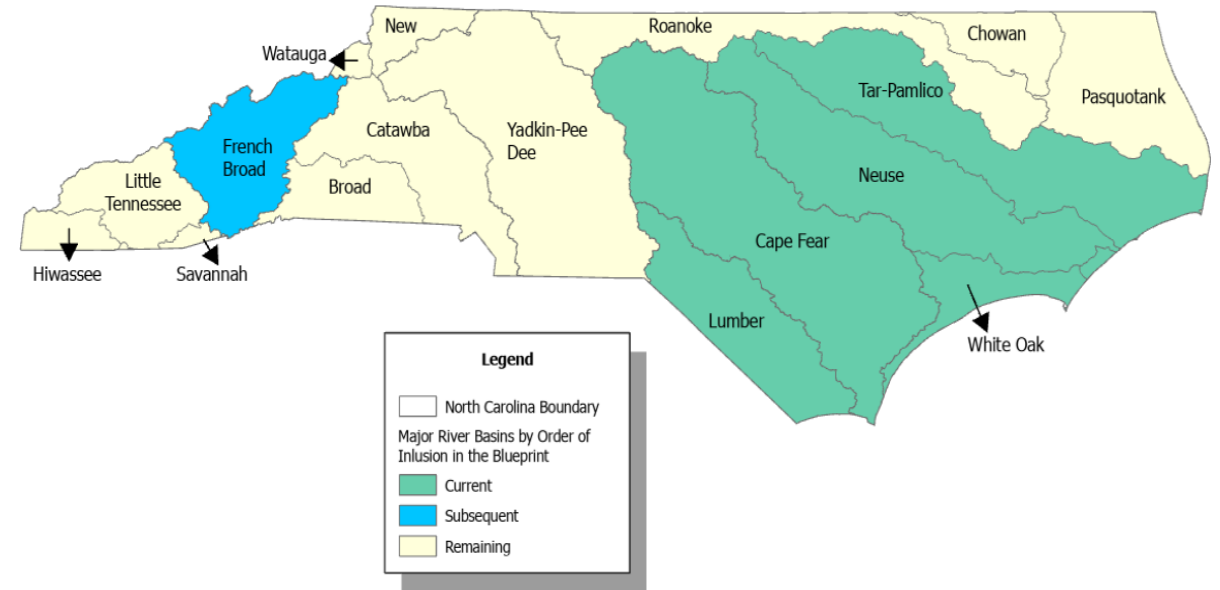 New
Roanoke
Chowan
Watauga
Tar-Pamlico
Pasquotank
Catawba
Yadkin-Pee
Dee
French
Broad
Neuse
Little
Tennessee
Broad
Cape Fear
Hiwassee
Savannah
Lumber
White Oak
Legend
North Carolina Boundary
Major River Basins by Order of
Inlusion in the Blueprint
Current
Subsequent
Remaining